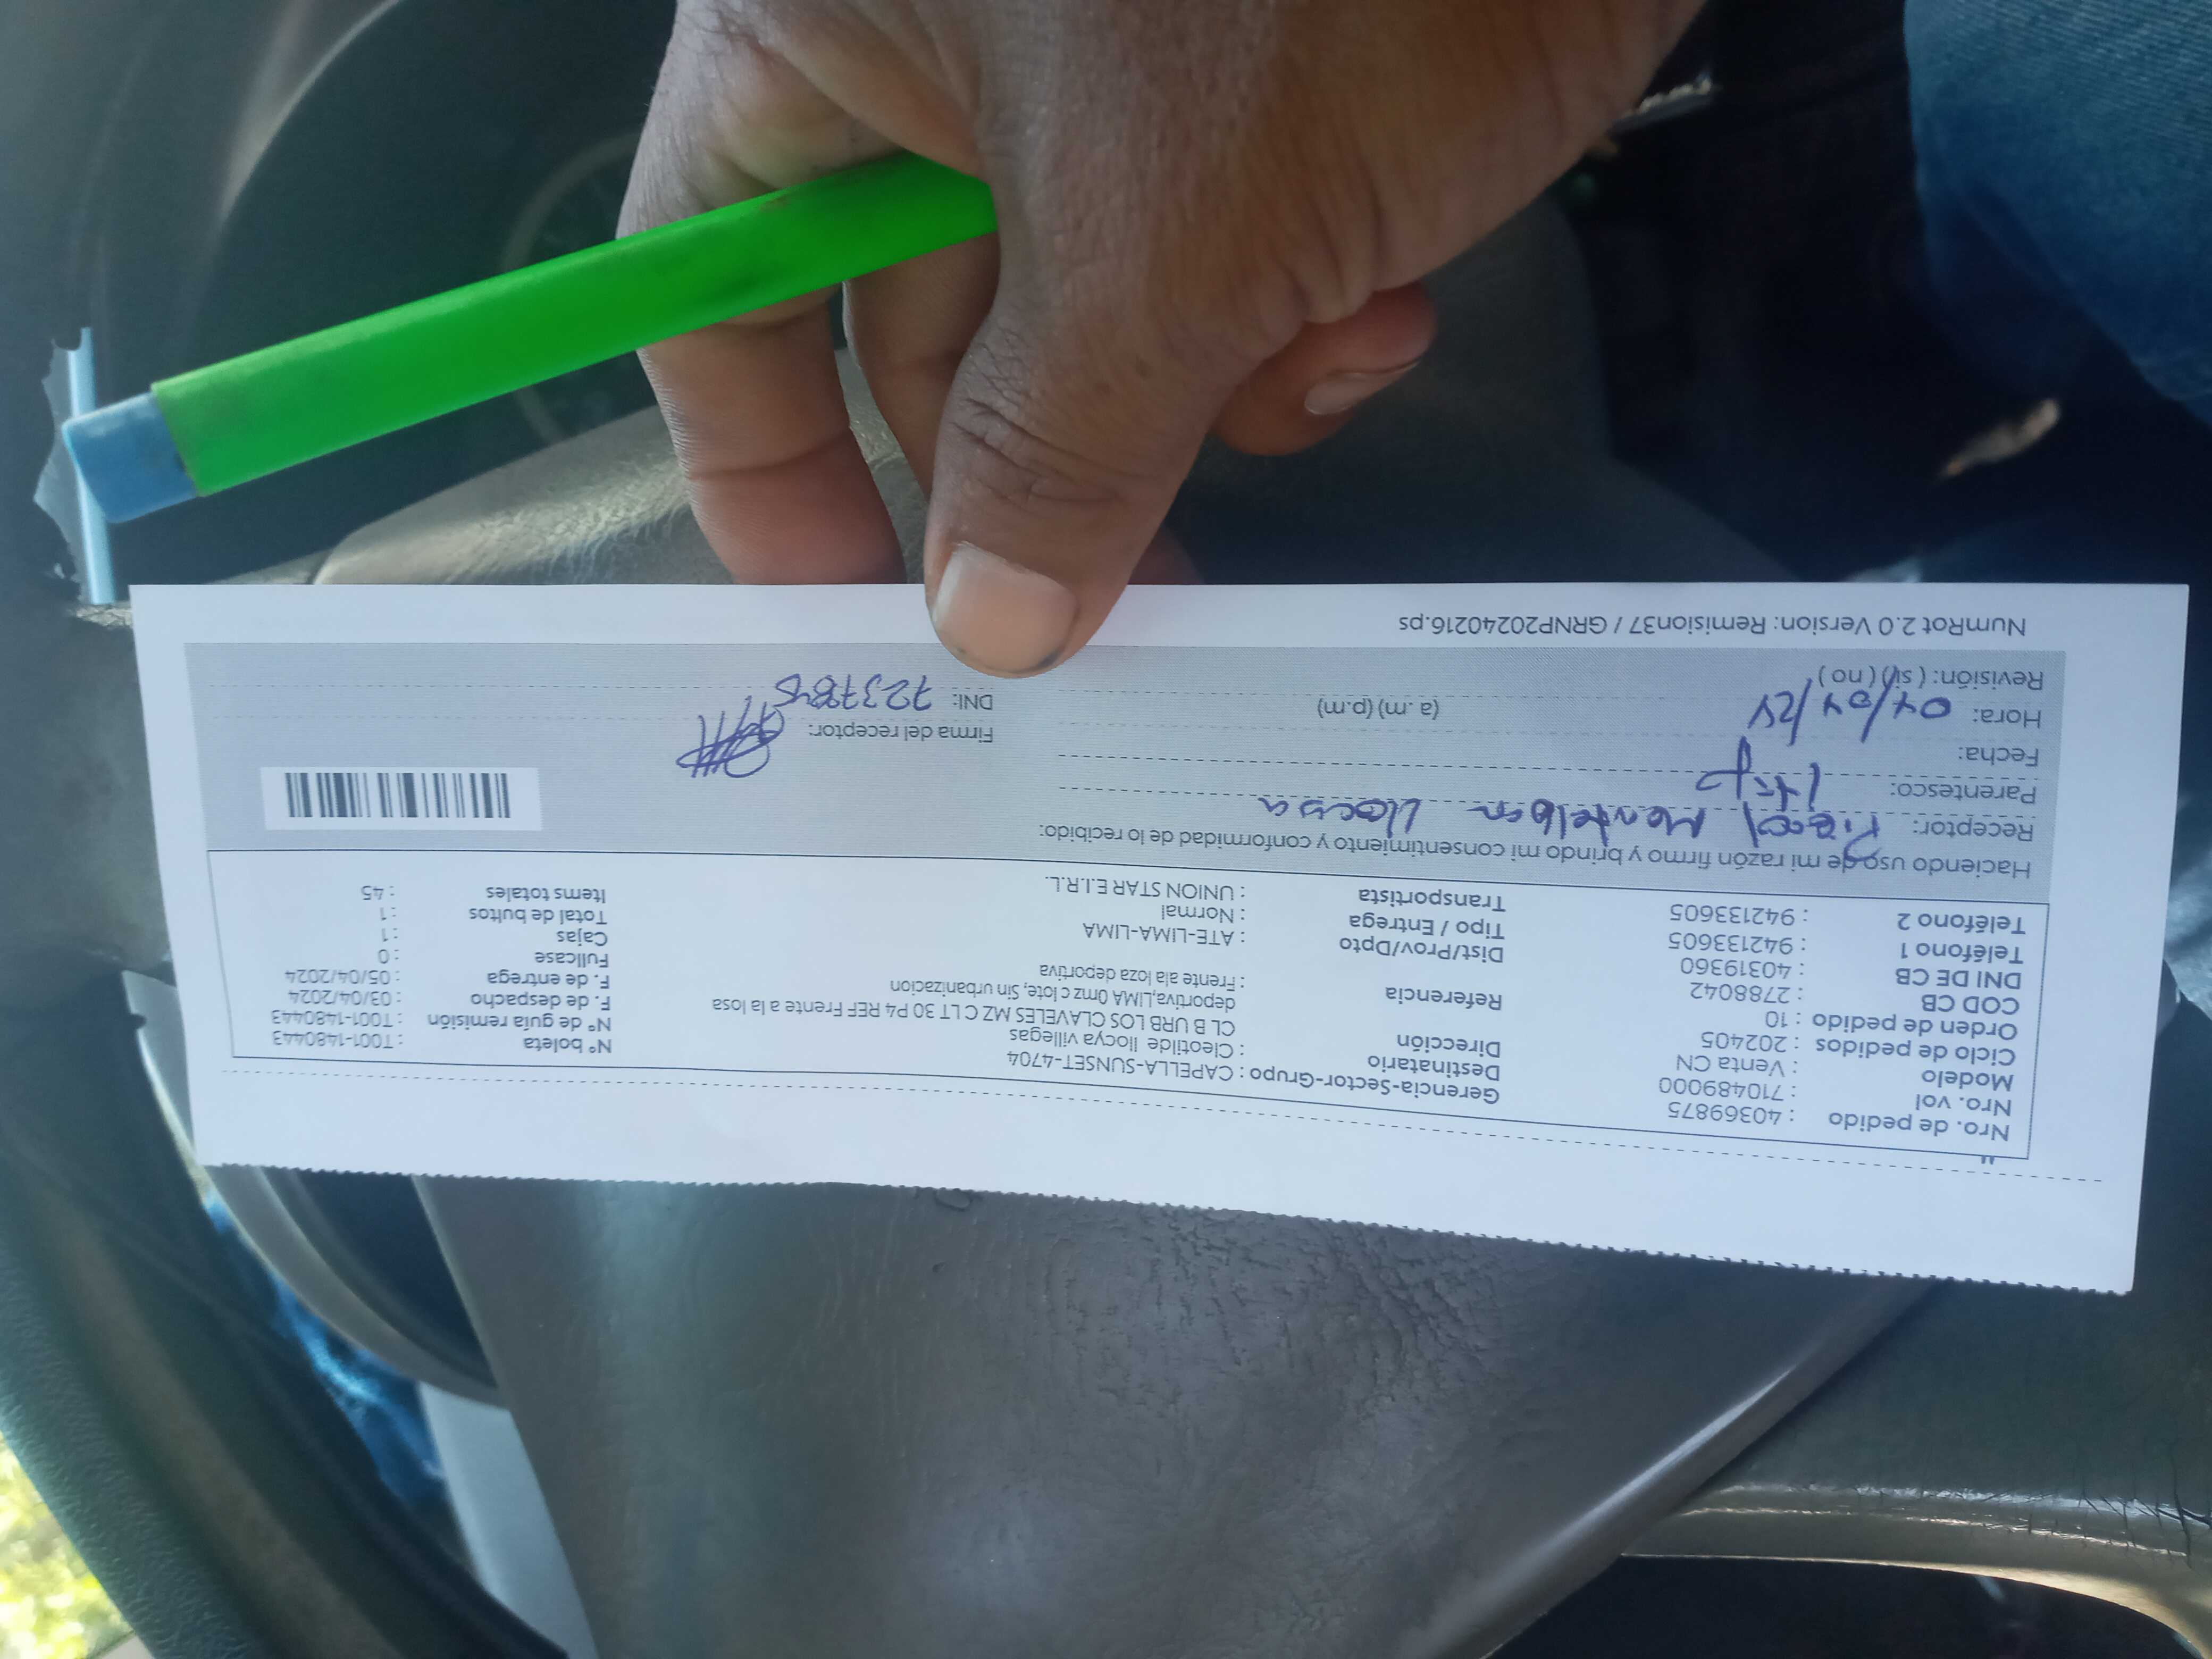 Nro. de pedido : 40369875
Nro. vol : 710489000
Modelo : Venta CN
Ciclo de pedidos : 202405
Orden de pedido : 10
COD CB : 2788042
DNI DE CB : 40319360
Teléfono 1 : 942133605
Teléfono 2 : 942133605
Gerencia-Sector-Grupo : CAPELLA-SUNSET-4704
Destinatario : Cleotilde llocya villegas
Dirección CL B URB LOS CLAVELES MZ C LT 30 P4 REF Frente a la losa
deportiva,LIMA 0mz c lote, Sin urbanizacion
Referencia : Frente ala loza deportiva
Dist/Prov/Dpto : ATE-LIMA-LIMA
Tipo / Entrega : Normal
Transportista : UNION STAR E.I.R.L.
N° boleta : T001-1480443
N° de guía remisión : T001-1480443
F. de despacho : 03/04/2024
F. de entrega : 05/04/2024
Fullcase : 0
Cajas : 1
Total de bultos : 1
Items totales : 45
Haciendo uso de mi razón firmo y brindo mi consentimiento y conformidad de lo recibido:
Receptor:
Parentesco:
Fecha:
Hora: 04/04/24 (a .m) (p.m)
Revisión: ( si ) ( no )
Firma del receptor:
DNI:
NumRot 2.0 Version: Remision37 / GRNP20240216.ps